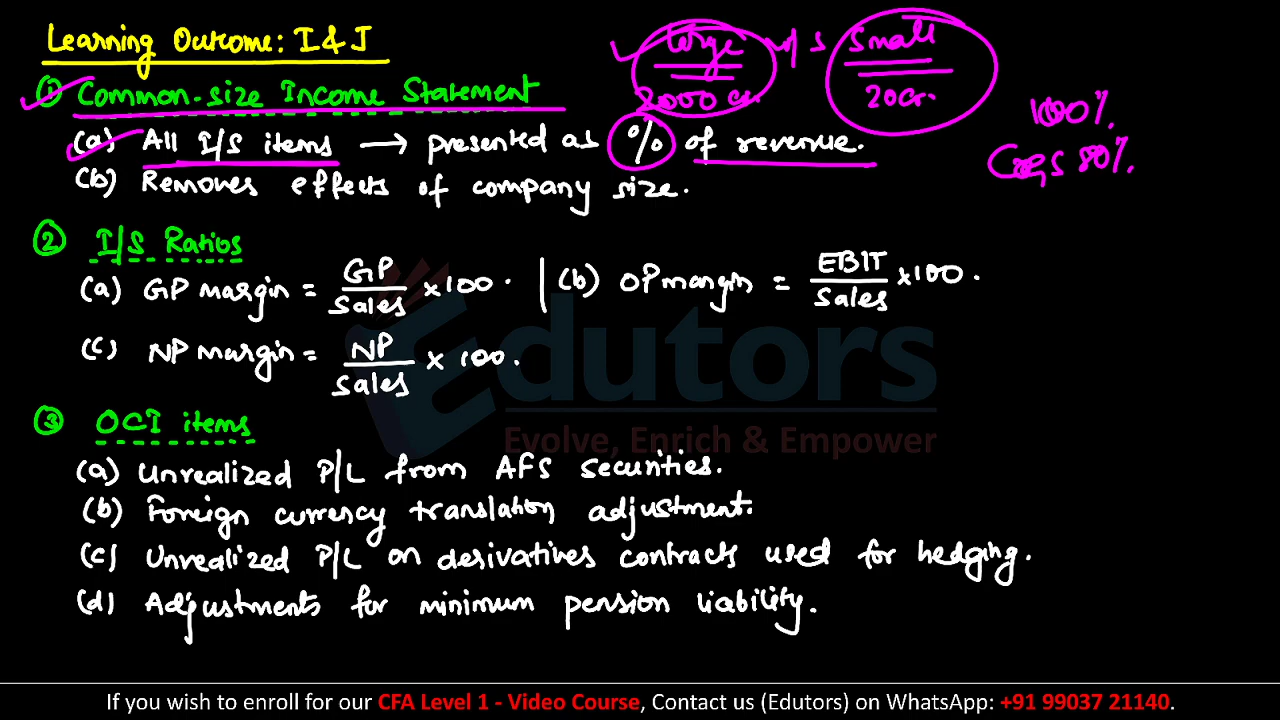 Learning Outcome: I & J
Large v/s Small
2000 cr. 20 cr.
① Common-size Income Statement
100%.
(a) All I/S items → presented as % of revenue.
Cogs 80%.
(b) Removes effects of company size.
② I/S Ratios
(a) GP margin = GP/Sales × 100. | (b) OP margin = EBIT/Sales × 100.
(c) NP margin = NP/Sales × 100.
③ OCI items
(a) Unrealized P/L from AFS securities.
(b) Foreign currency translation adjustment.
(c) Unrealized P/L on derivatives contracts used for hedging.
(d) Adjustments for minimum pension liability.
Edutors
Evolve, Enrich & Empower
If you wish to enroll for our CFA Level 1 - Video Course, Contact us (Edutors) on WhatsApp: +91 99037 21140.